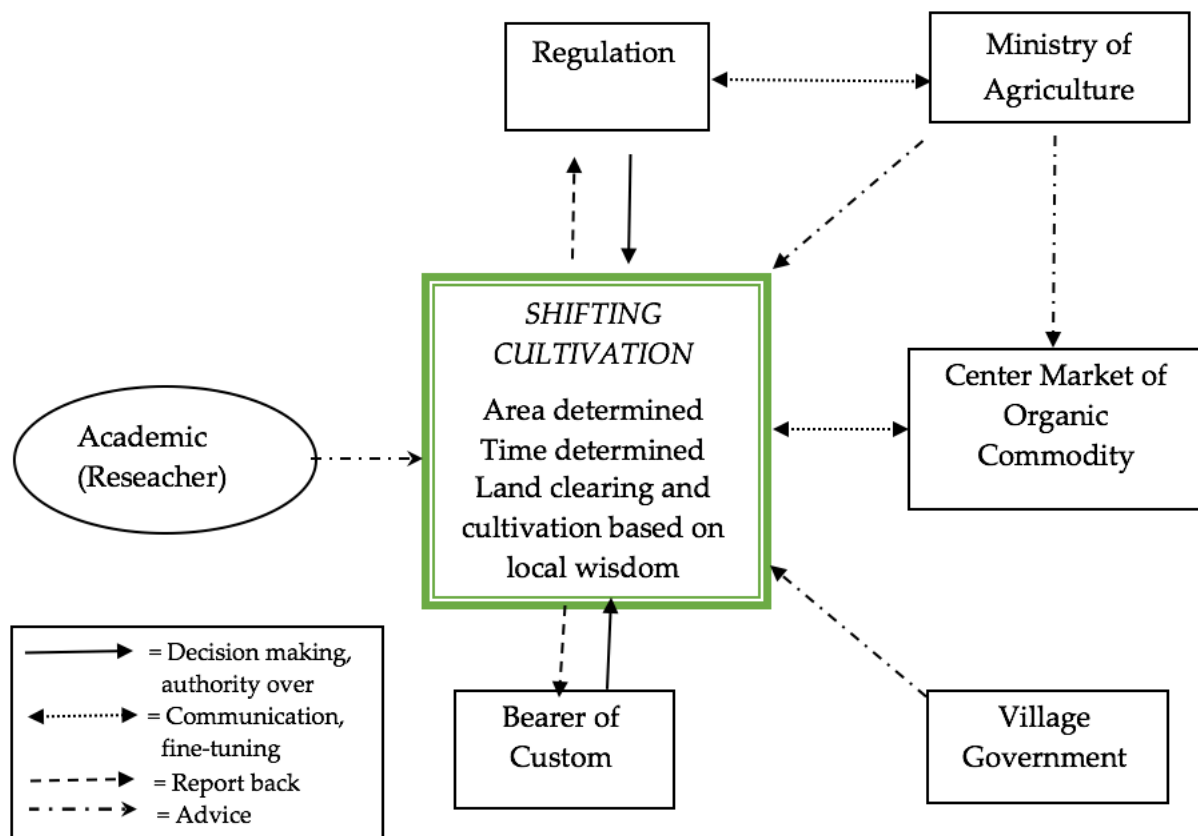 Regulation
Ministry of
Agriculture
SHIFTING
CULTIVATION
Area determined
Time determined
Land clearing and
cultivation based on
local wisdom
Center Market of
Organic
Commodity
Academic
(Reseacher)
Bearer of
Custom
Village
Government
= Decision making,
authority over
= Communication,
fine-tuning
= Report back
= Advice